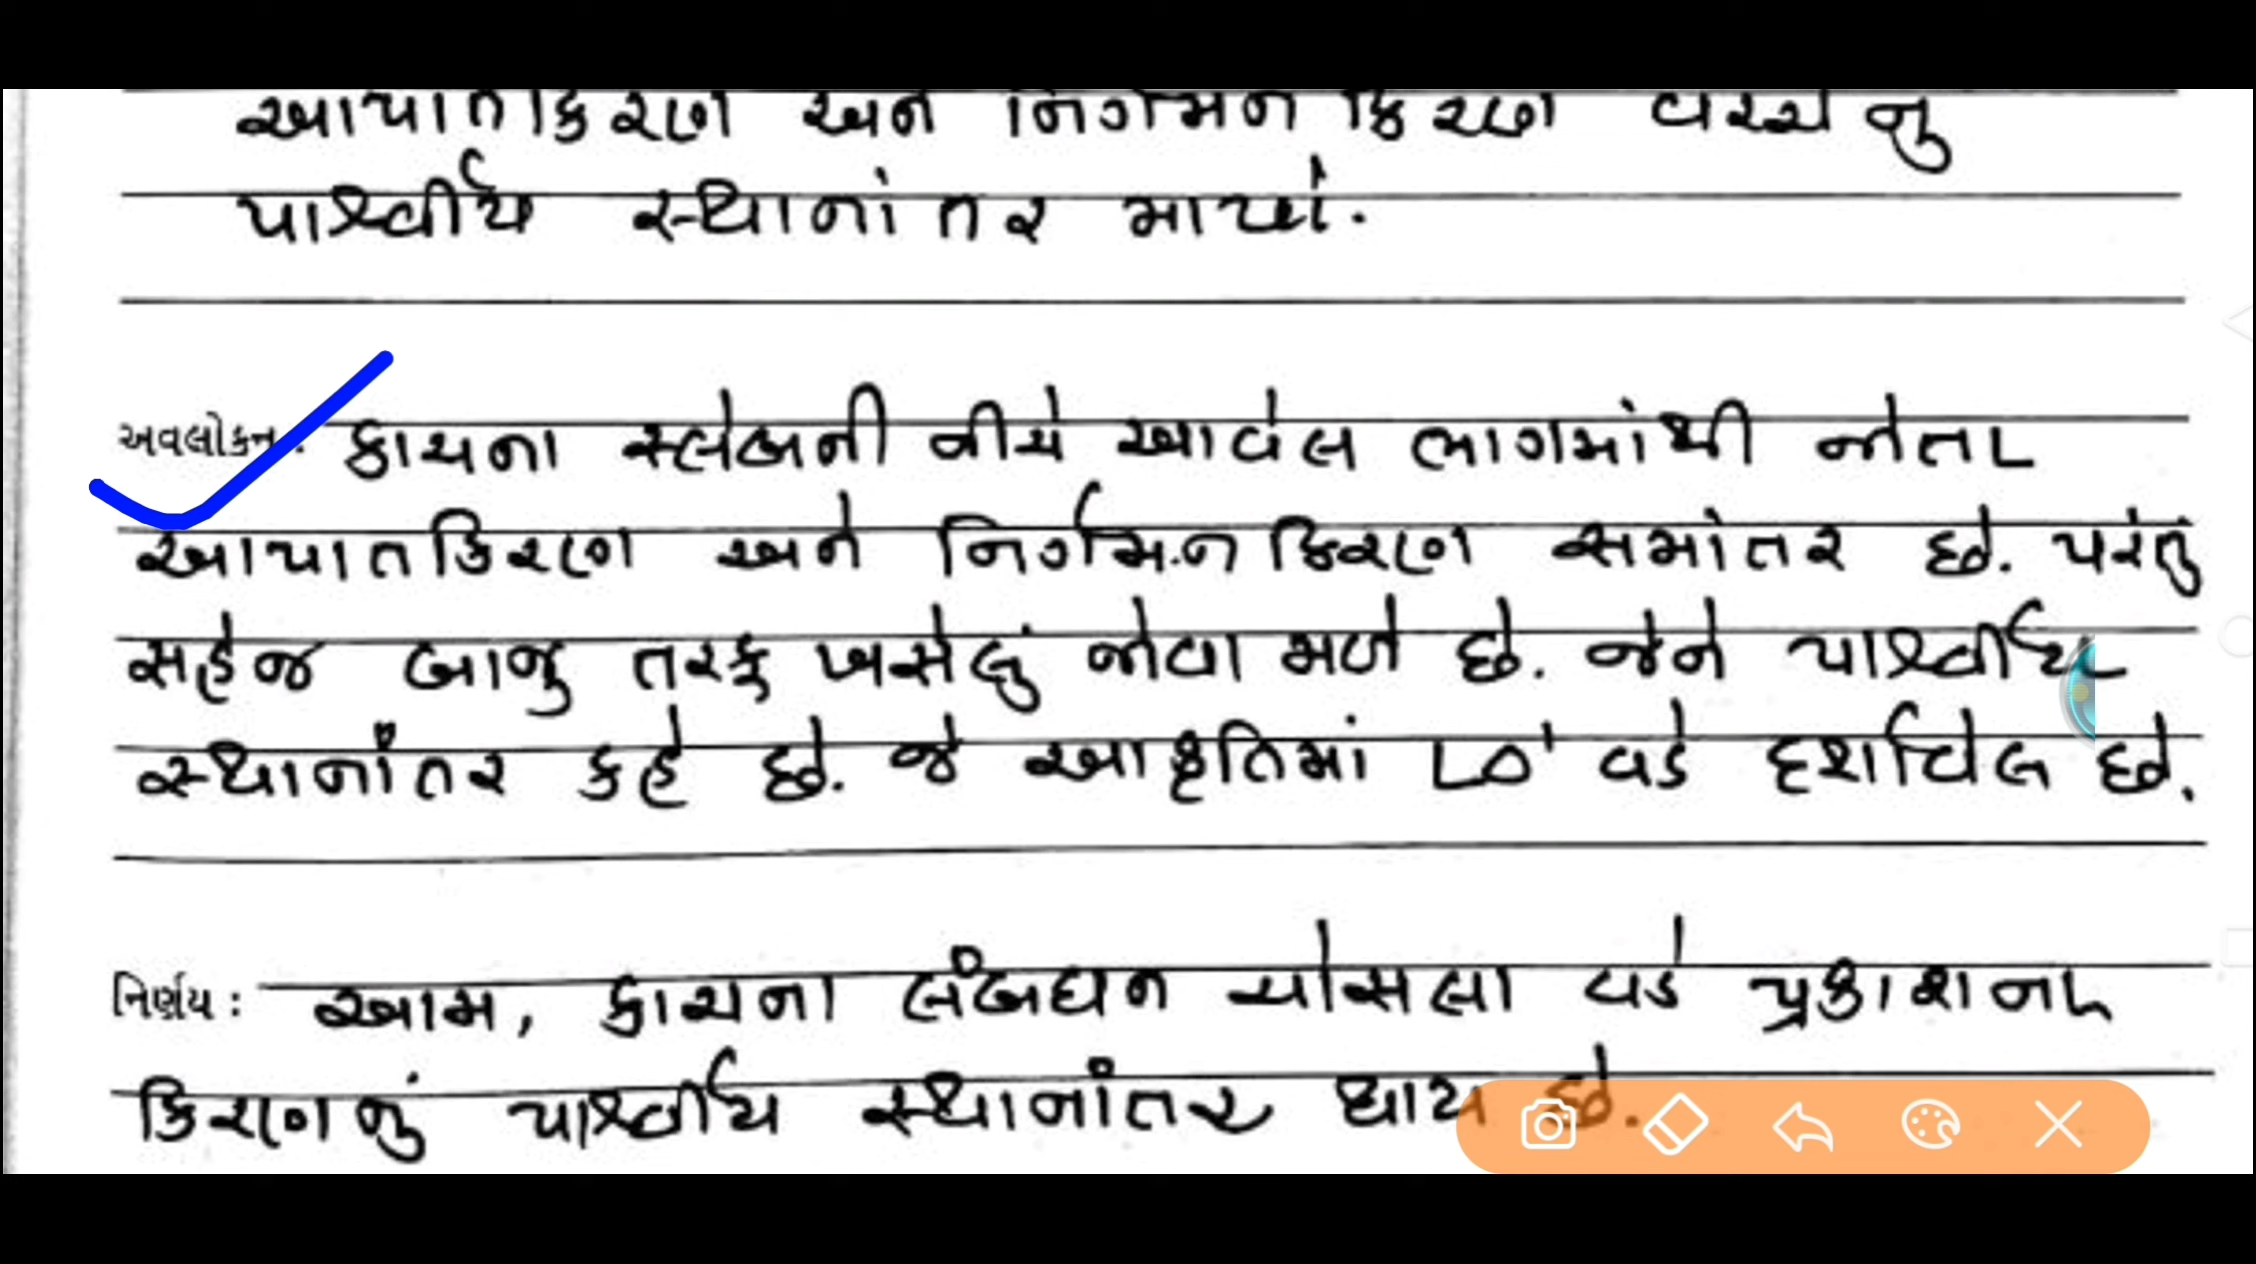 આપાતકિરણ અને નિર્ગમનકિરણ વચ્ચેનુ
પાર્શ્વીય સ્થાનાંતર માપો.
અવલોકન : કાચના સ્લેબની નીચે આવેલ ભાગમાંથી જોતા
આપાતકિરણ અને નિર્ગમન કિરણ સમાંતર છે. પરંતુ
સહેજ બાજુ તરફ ખસેલું જોવા મળે છે. જેને પાર્શ્વીય
સ્થાનાંતર કહે છે. જે આકૃતિમાં LO' વડે દર્શાવેલ છે.
નિર્ણય : આમ, કાચના લંબઘન ચોસલા વડે પ્રકાશના
કિરણનું પાર્શ્વીય સ્થાનાંતર થાય છે.